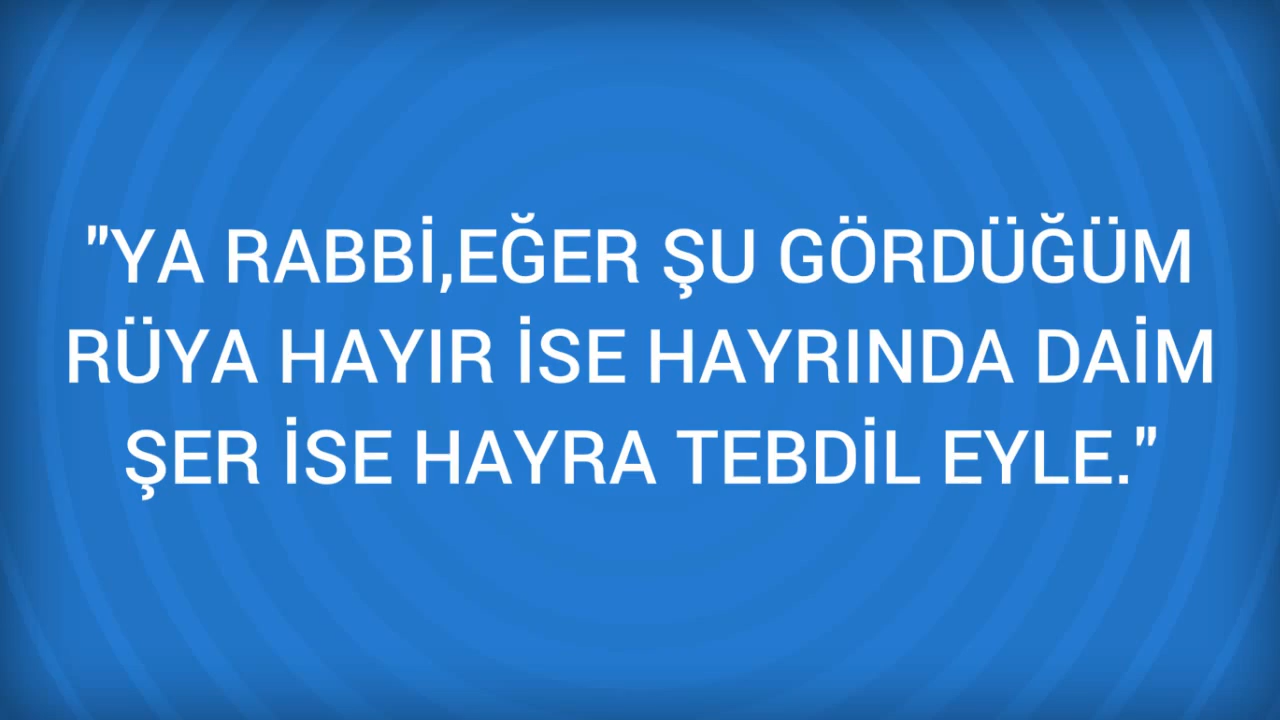 "YA RABBİ,EĞER ŞU GÖRDÜĞÜM
RÜYA HAYIR İSE HAYRINDA DAİM
ŞER İSE HAYRA TEBDİL EYLE."